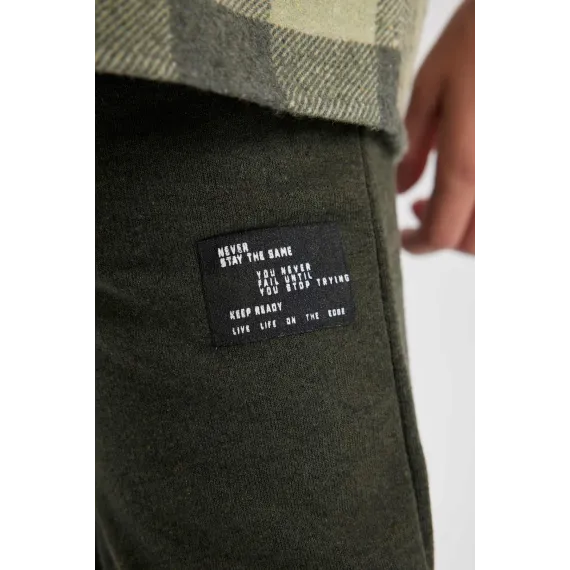 NEVER
STAY THE SAME
YOU NEVER
FAIL UNTIL
YOU STOP TRYING
KEEP READY
LIVE LIFE ON THE EDGE